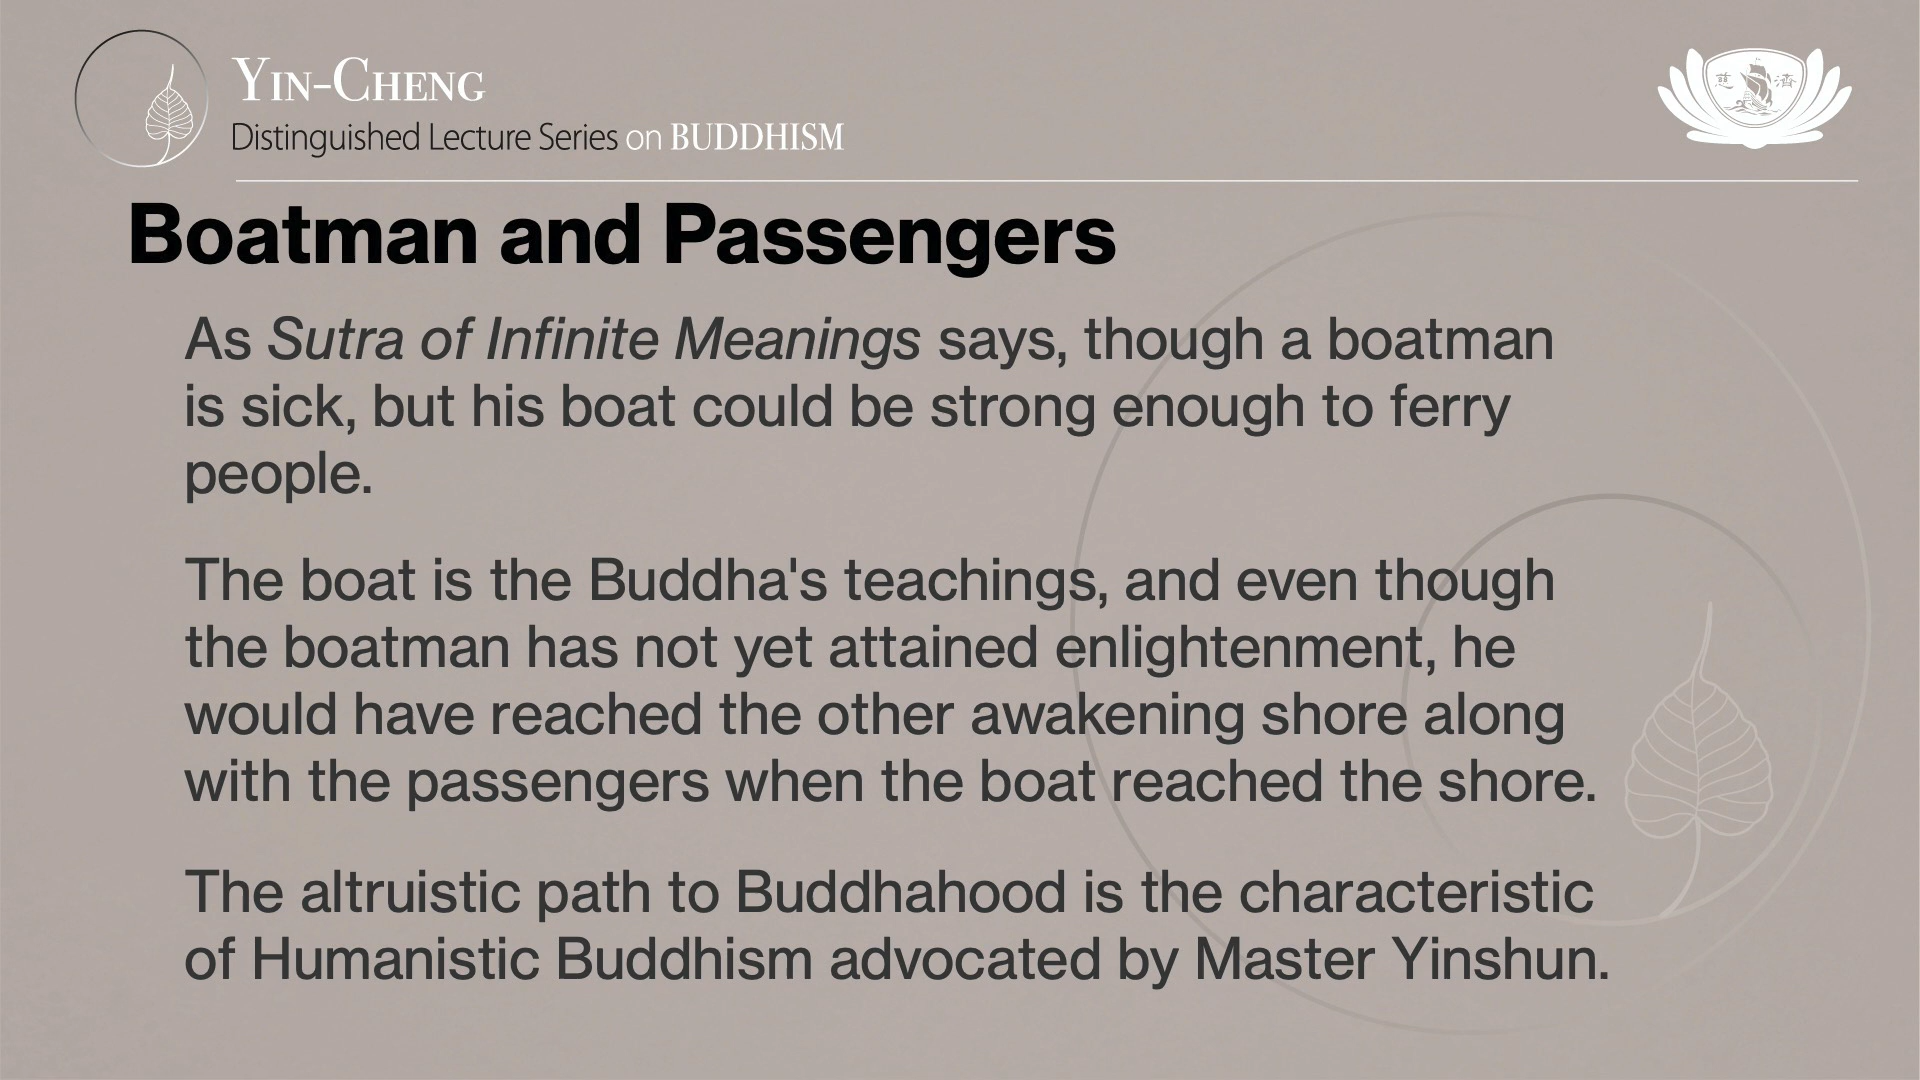 YIN-CHENG
Distinguished Lecture Series on BUDDHISM
慈濟
Boatman and Passengers
As Sutra of Infinite Meanings says, though a boatman
is sick, but his boat could be strong enough to ferry
people.
The boat is the Buddha's teachings, and even though
the boatman has not yet attained enlightenment, he
would have reached the other awakening shore along
with the passengers when the boat reached the shore.
The altruistic path to Buddhahood is the characteristic
of Humanistic Buddhism advocated by Master Yinshun.